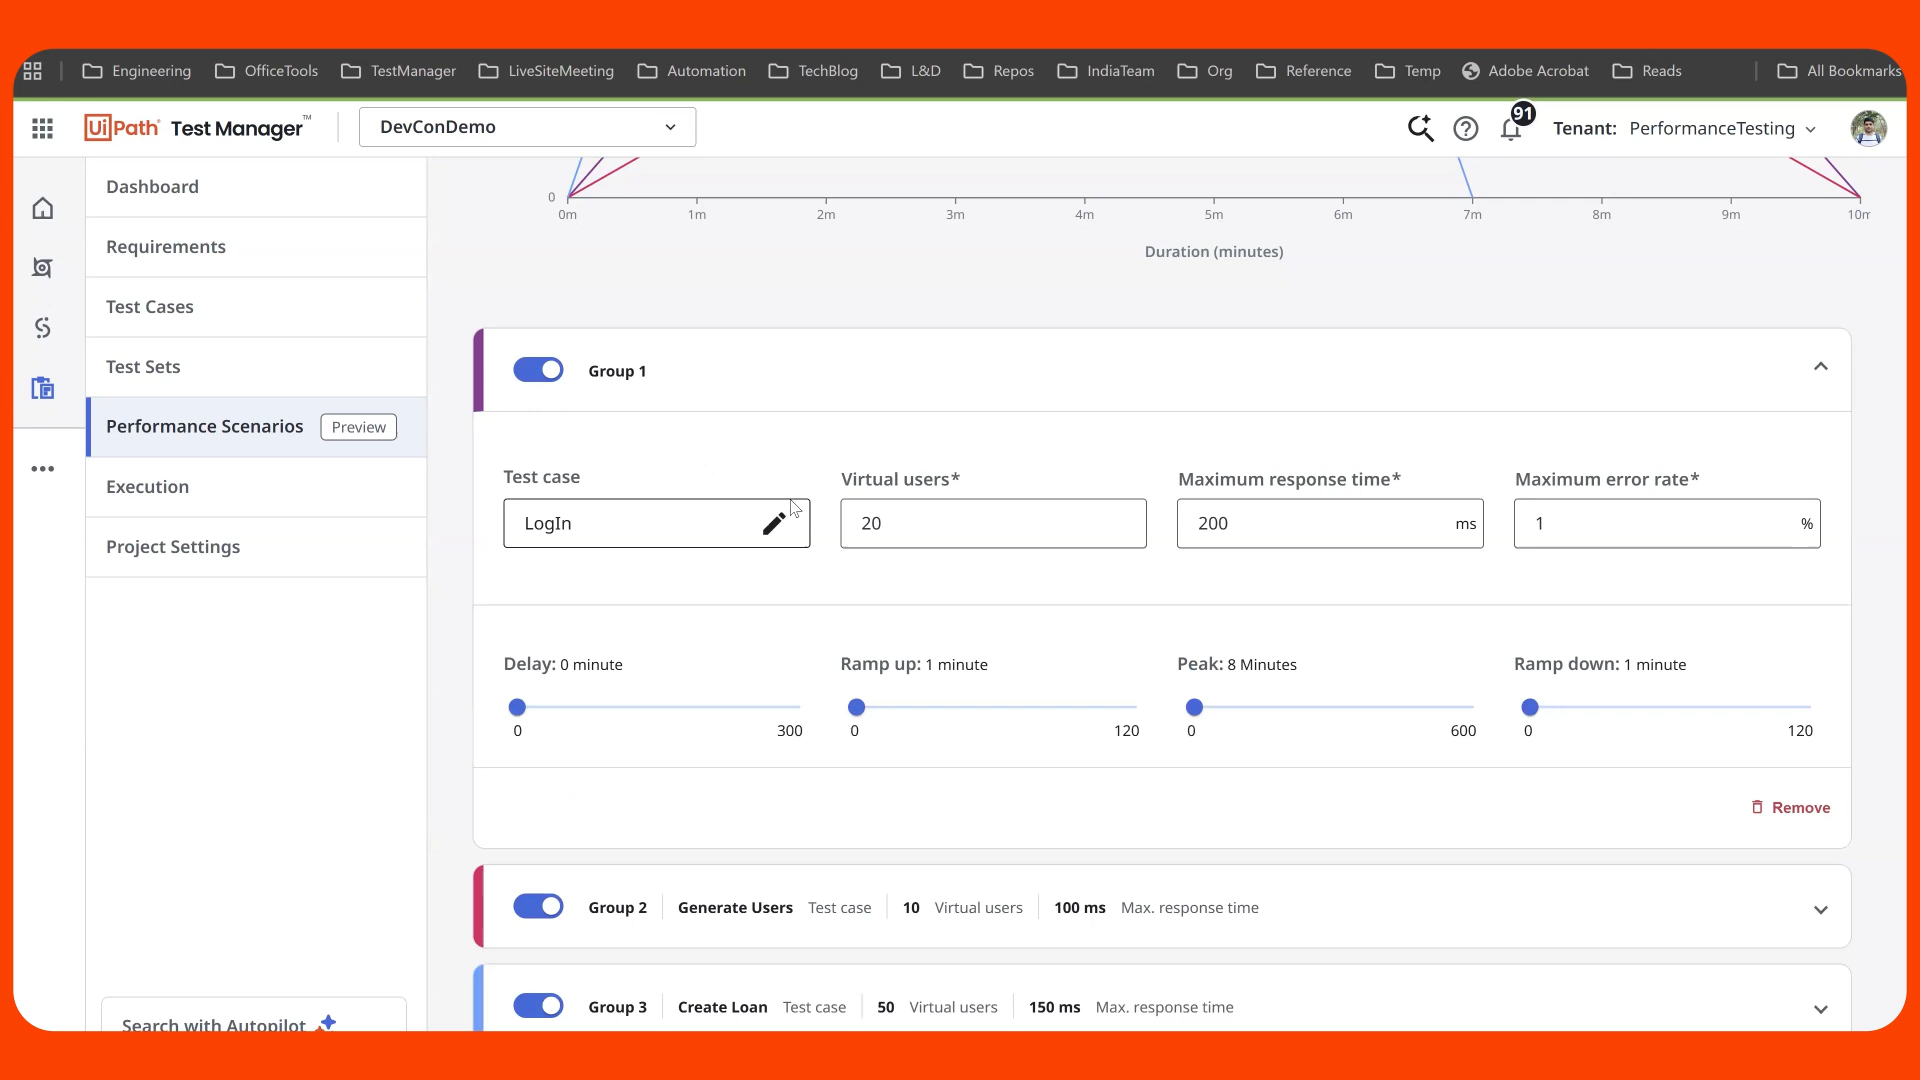 Engineering OfficeTools TestManager LiveSiteMeeting Automation TechBlog L&D Repos IndiaTeam Org Reference Temp Adobe Acrobat Reads All Bookmarks
UiPath Test Manager™ DevConDemo 91 Tenant: PerformanceTesting
Dashboard
Requirements
Test Cases
Test Sets
Performance Scenarios Preview
Execution
Project Settings
Search with Autopilot
0
0m 1m 2m 3m 4m 5m 6m 7m 8m 9m 10m
Duration (minutes)
Group 1
Test case Virtual users* Maximum response time* Maximum error rate*
LogIn 20 200 ms 1 %
Delay: 0 minute Ramp up: 1 minute Peak: 8 Minutes Ramp down: 1 minute
0 300 0 120 0 600 0 120
Remove
Group 2 Generate Users Test case 10 Virtual users 100 ms Max. response time
Group 3 Create Loan Test case 50 Virtual users 150 ms Max. response time